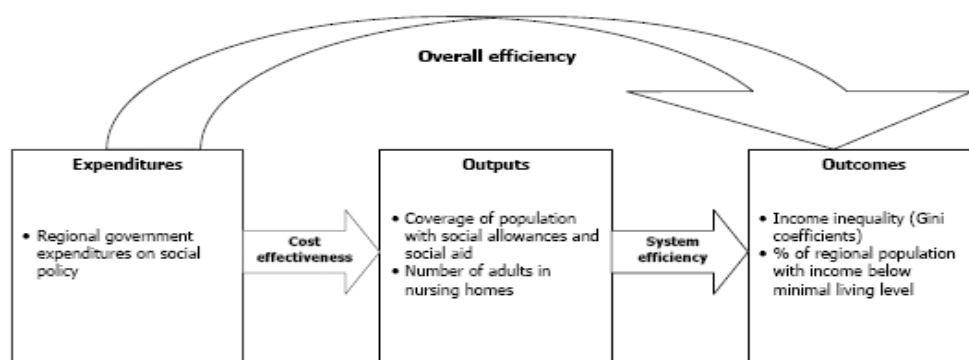 Overall efficiency
Expenditures
• Regional government
expenditures on social
policy
Cost
effectiveness
Outputs
• Coverage of population
with social allowances and
social aid
• Number of adults in
nursing homes
System
efficiency
Outcomes
• Income inequality (Gini
coefficients)
• % of regional population
with income below
minimal living level